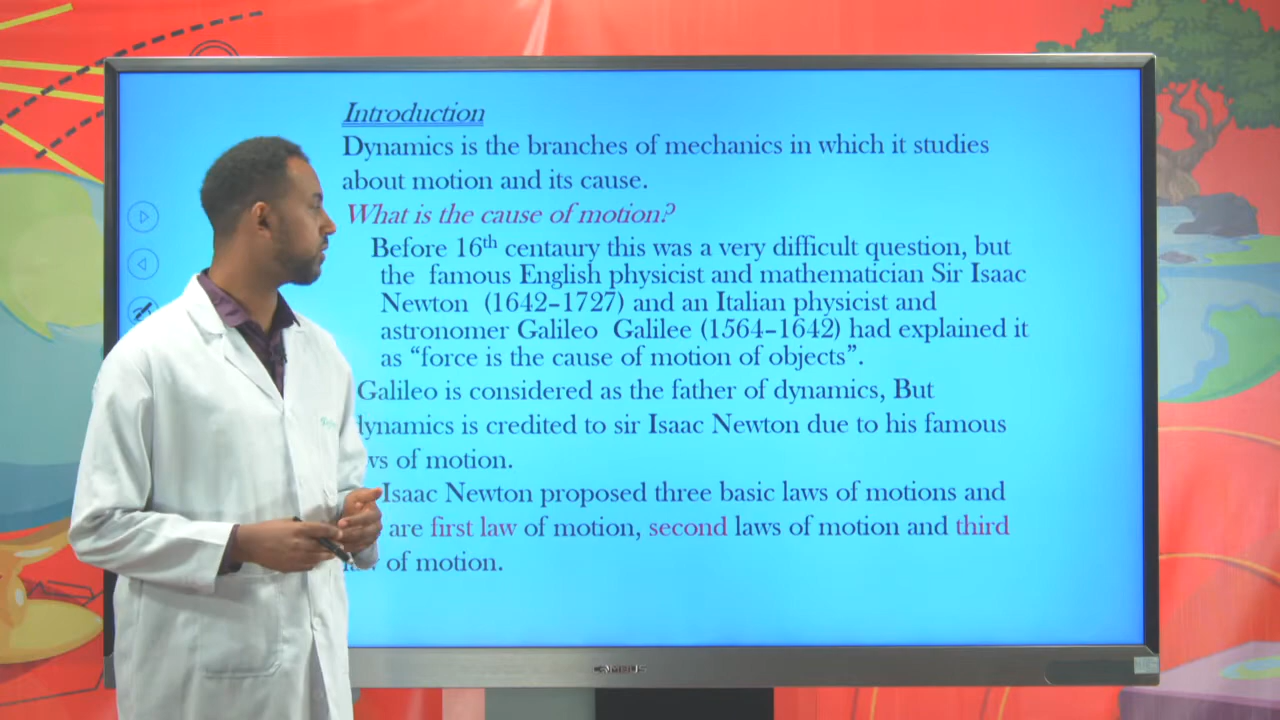 Introduction
Dynamics is the branches of mechanics in which it studies
about motion and its cause.
What is the cause of motion.?
Before 16th centaury this was a very difficult question, but
the famous English physicist and mathematician Sir Isaac
Newton (1642–1727) and an Italian physicist and
astronomer Galileo Galilee (1564–1642) had explained it
as “force is the cause of motion of objects”.
Galileo is considered as the father of dynamics, But
dynamics is credited to sir Isaac Newton due to his famous
of motion.
Isaac Newton proposed three basic laws of motions and
are first law of motion, second laws of motion and third
of motion.